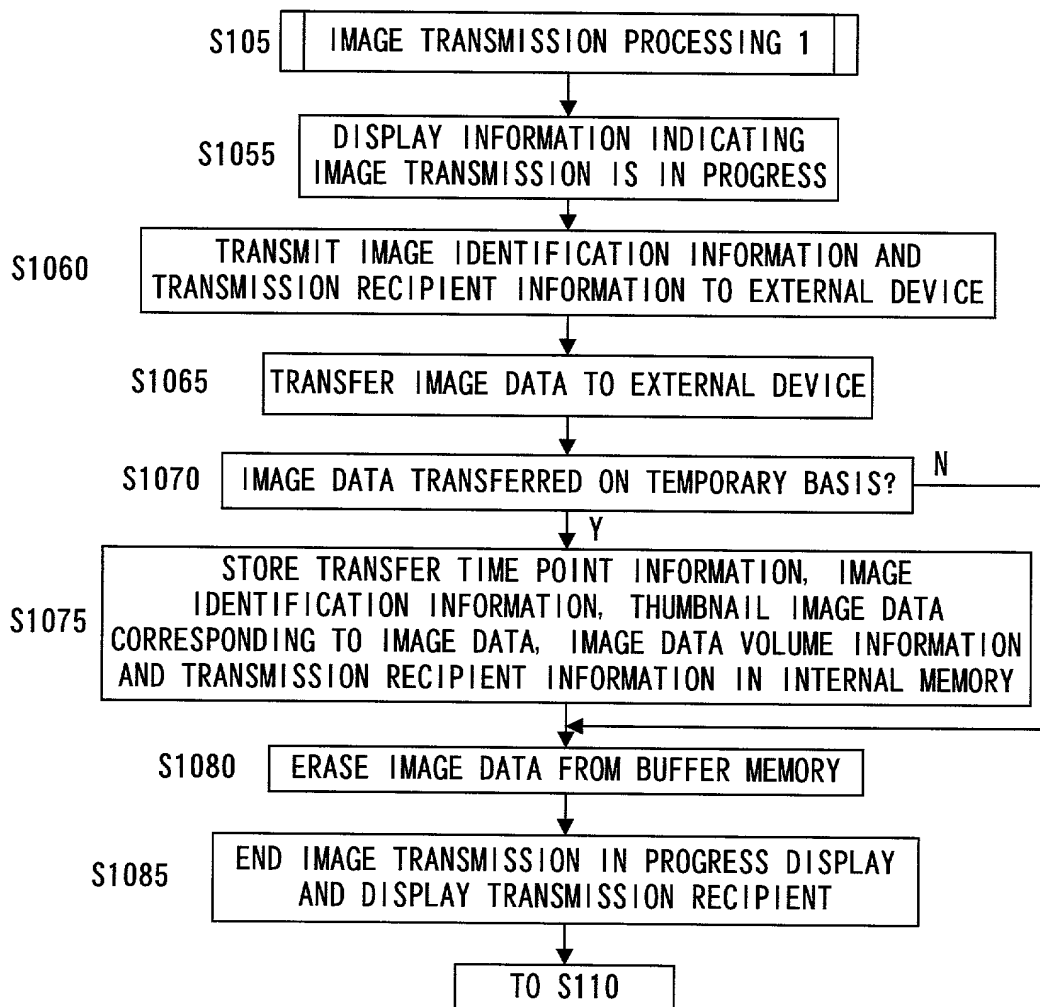 S105
IMAGE TRANSMISSION PROCESSING 1
S1055
DISPLAY INFORMATION INDICATING
IMAGE TRANSMISSION IS IN PROGRESS
S1060
TRANSMIT IMAGE IDENTIFICATION INFORMATION AND
TRANSMISSION RECIPIENT INFORMATION TO EXTERNAL DEVICE
S1065
TRANSFER IMAGE DATA TO EXTERNAL DEVICE
S1070
IMAGE DATA TRANSFERRED ON TEMPORARY BASIS?
N
Y
S1075
STORE TRANSFER TIME POINT INFORMATION, IMAGE
IDENTIFICATION INFORMATION, THUMBNAIL IMAGE DATA
CORRESPONDING TO IMAGE DATA, IMAGE DATA VOLUME INFORMATION
AND TRANSMISSION RECIPIENT INFORMATION IN INTERNAL MEMORY
S1080
ERASE IMAGE DATA FROM BUFFER MEMORY
S1085
END IMAGE TRANSMISSION IN PROGRESS DISPLAY
AND DISPLAY TRANSMISSION RECIPIENT
TO S110